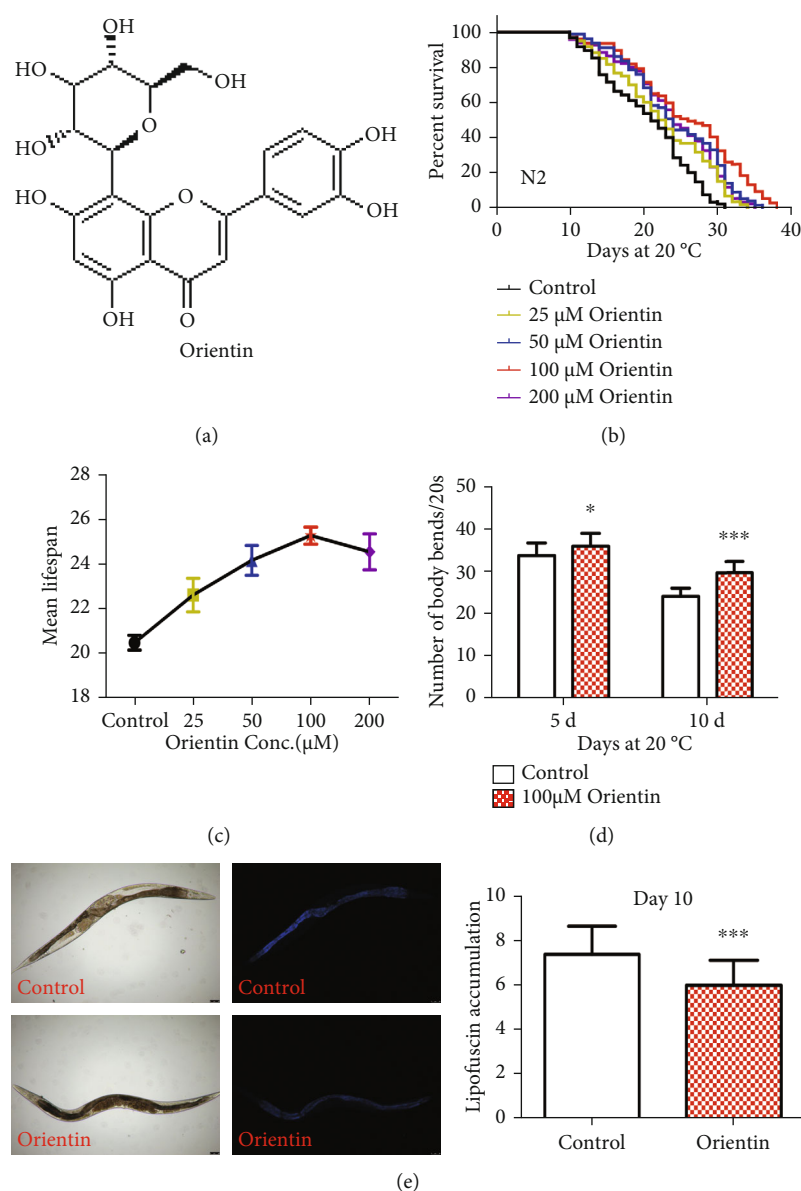 OH
OH
HO
OH
O
HO
OH
HO
O
OH
OH
O
Orientin
(a)
Percent survival
100
80
60
40
20
0
N2
0
10
20
30
40
Days at 20 °C
Control
25 µM Orientin
50 µM Orientin
100 µM Orientin
200 µM Orientin
(b)
Mean lifespan
28
26
24
22
20
18
Control
25
50
100
200
Orientin Conc.(µM)
(c)
Number of body bends/20s
50
40
30
20
10
0
*
***
5 d
10 d
Days at 20 °C
Control
100µM Orientin
(d)
Control
Control
Orientin
Orientin
Lipofuscin accumulation
10
8
6
4
2
0
Day 10
***
Control
Orientin
(e)